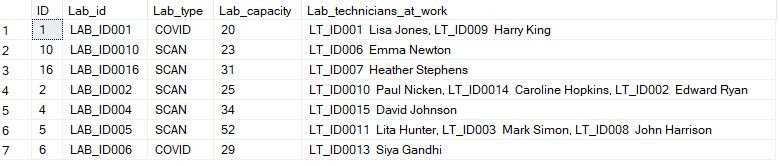 ID Lab_id Lab_type Lab_capacity Lab_technicians_at_work
1 1 LAB_ID001 COVID 20 LT_ID001 Lisa Jones, LT_ID009 Harry King
2 10 LAB_ID0010 SCAN 23 LT_ID006 Emma Newton
3 16 LAB_ID0016 SCAN 31 LT_ID007 Heather Stephens
4 2 LAB_ID002 SCAN 25 LT_ID0010 Paul Nicken, LT_ID0014 Caroline Hopkins, LT_ID002 Edward Ryan
5 4 LAB_ID004 SCAN 34 LT_ID0015 David Johnson
6 5 LAB_ID005 SCAN 52 LT_ID0011 Lita Hunter, LT_ID003 Mark Simon, LT_ID008 John Harrison
7 6 LAB_ID006 COVID 29 LT_ID0013 Siya Gandhi